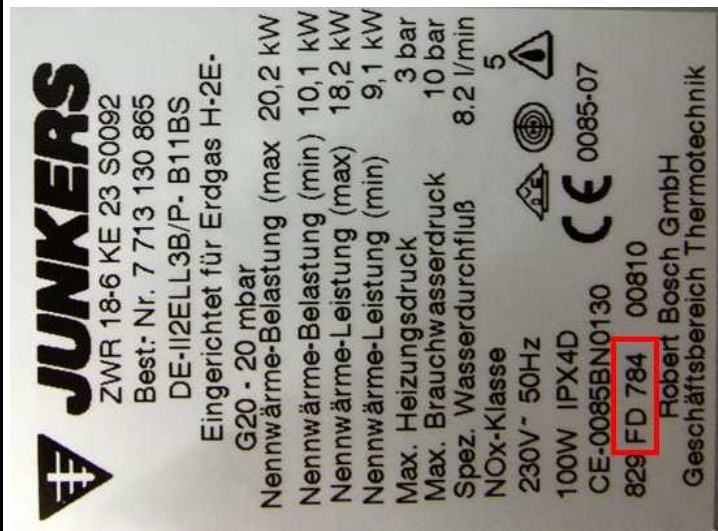 JUNKERS
ZWR 18-6 KE 23 S0092
Best: Nr. 7 713 130 865
DE-II2ELL3B/P- B11BS
Eingerichtet für Erdgas H-2E-
G20 - 20 mbar
Nennwärme-Belastung (max 20,2 kW
Nennwärme-Belastung (min) 10,1 kW
Nennwärme-Leistung (max) 18,2 kW
Nennwärme-Leistung (min) 9,1 kW
Max. Heizungsdruck 3 bar
Max. Brauchwasserdruck 10 bar
Spez. Wasserdurchfluß 8.2 l/min
NOx-Klasse 5
230V~ 50Hz
100W IPX4D
CE-0085BN0130 CE 0085-07
829 FD 784 00810
Robert Bosch GmbH
Geschäftsbereich Thermotechnik